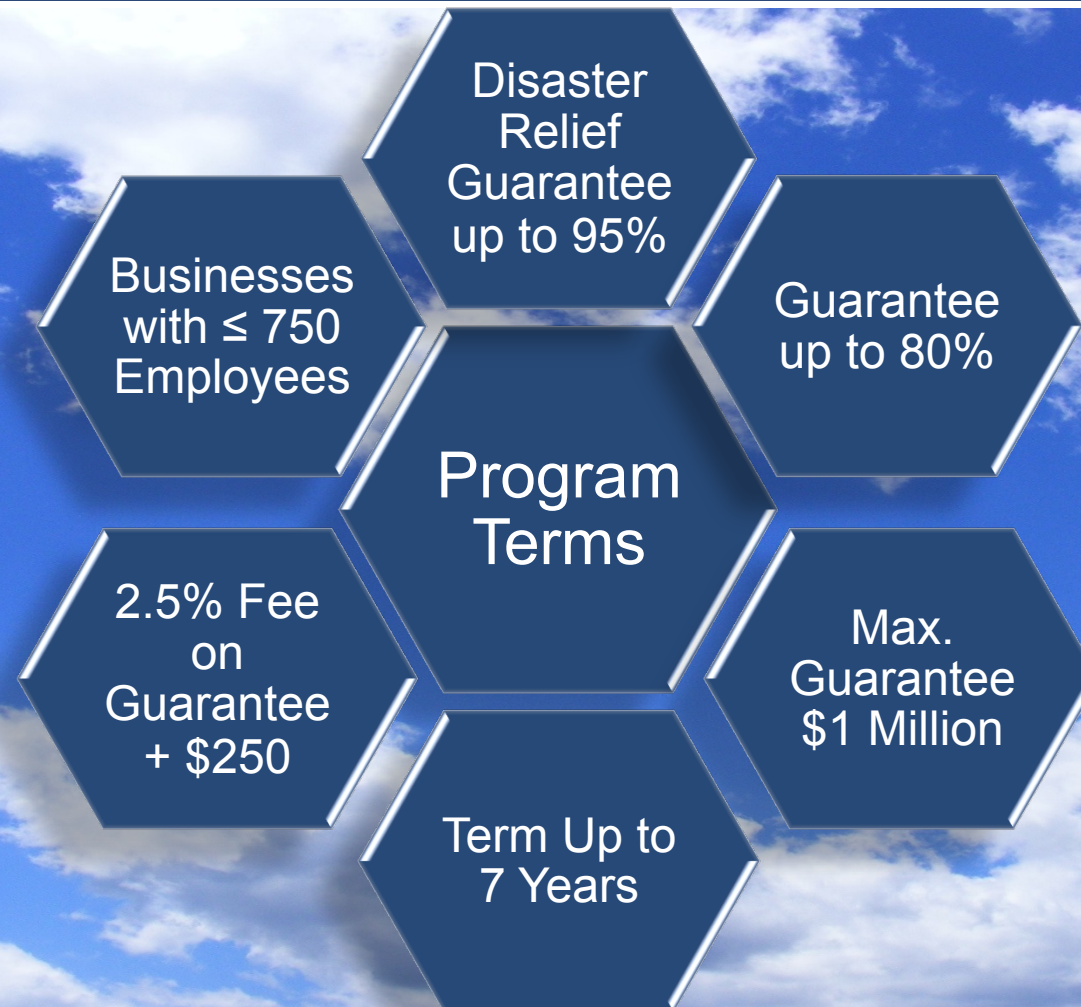 Disaster
Relief
Guarantee
up to 95%
Businesses
with ≤ 750
Employees
Guarantee
up to 80%
Program
Terms
2.5% Fee
on
Guarantee
+ $250
Max.
Guarantee
$1 Million
Term Up to
7 Years